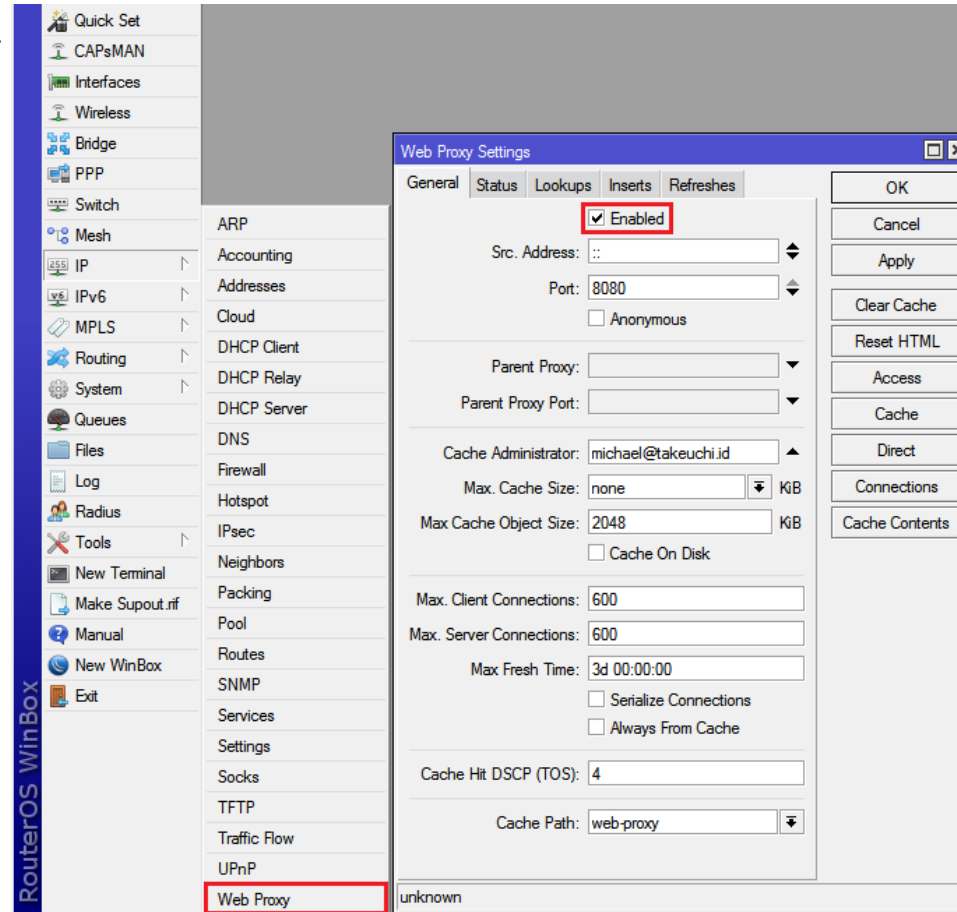 Quick Set
CAPsMAN
Interfaces
Wireless
Bridge
PPP
Switch
Mesh
255 IP
v6 IPv6
MPLS
Routing
System
Queues
Files
Log
Radius
Tools
New Terminal
Make Supout.rif
Manual
New WinBox
Exit
RouterOS WinBox
ARP
Accounting
Addresses
Cloud
DHCP Client
DHCP Relay
DHCP Server
DNS
Firewall
Hotspot
IPsec
Neighbors
Packing
Pool
Routes
SNMP
Services
Settings
Socks
TFTP
Traffic Flow
UPnP
Web Proxy
Web Proxy Settings
General Status Lookups Inserts Refreshes
Enabled
Src. Address: ::
Port: 8080
Anonymous
Parent Proxy:
Parent Proxy Port:
Cache Administrator: michael@takeuchi.id
Max. Cache Size: none KiB
Max Cache Object Size: 2048 KiB
Cache On Disk
Max. Client Connections: 600
Max. Server Connections: 600
Max Fresh Time: 3d 00:00:00
Serialize Connections
Always From Cache
Cache Hit DSCP (TOS): 4
Cache Path: web-proxy
unknown
OK
Cancel
Apply
Clear Cache
Reset HTML
Access
Cache
Direct
Connections
Cache Contents